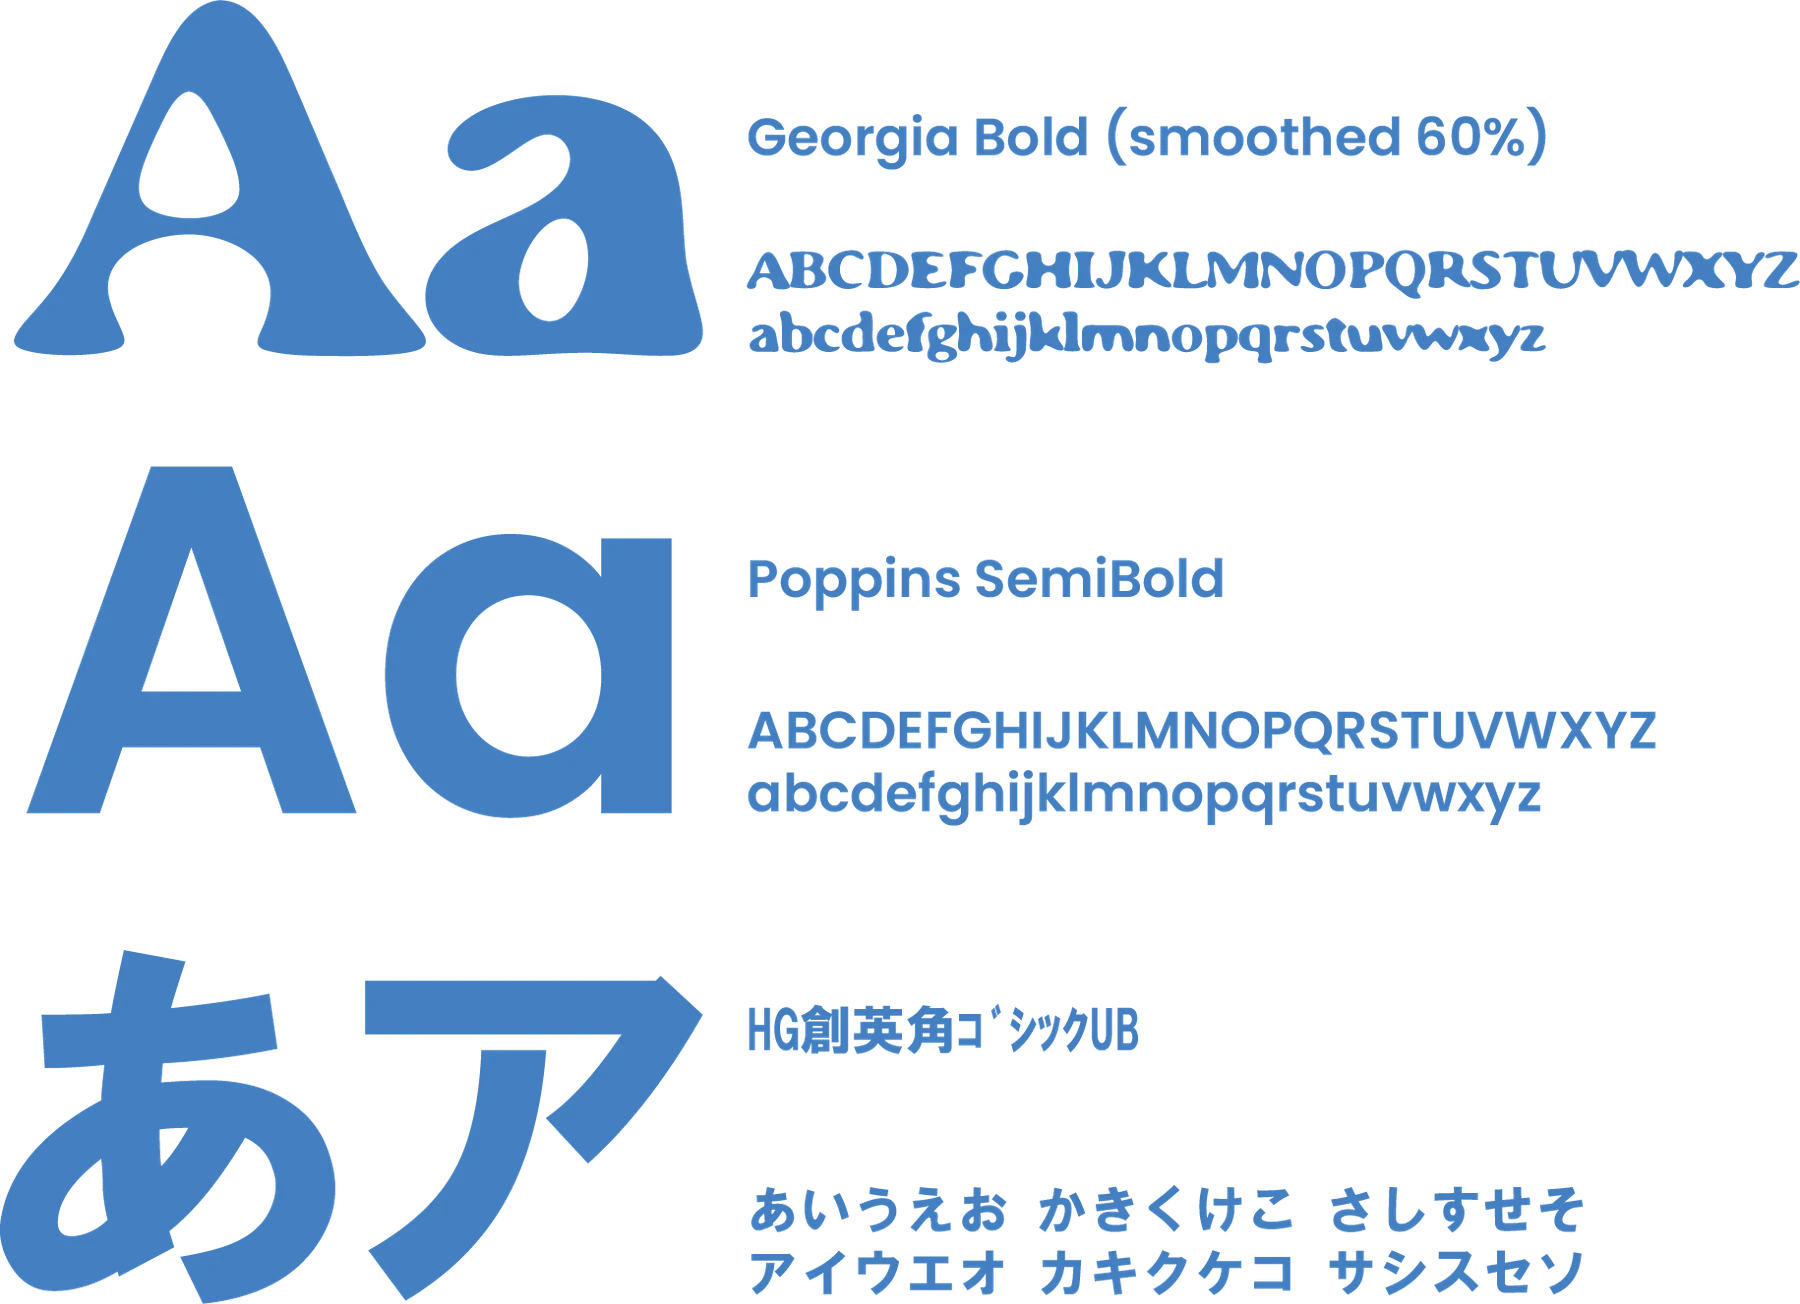 Aa
Georgia Bold (smoothed 60%)
ABCDEFGHIJKLMNOPQRSTUVWXYZ
abcdefghijklmnopqrstuvwxyz
Aa
Poppins SemiBold
ABCDEFGHIJKLMNOPQRSTUVWXYZ
abcdefghijklmnopqrstuvwxyz
あア
HG創英角ｺﾞｼｯｸUB
あいうえお かきくけこ さしすせそ
アイウエオ カキクケコ サシスセソ